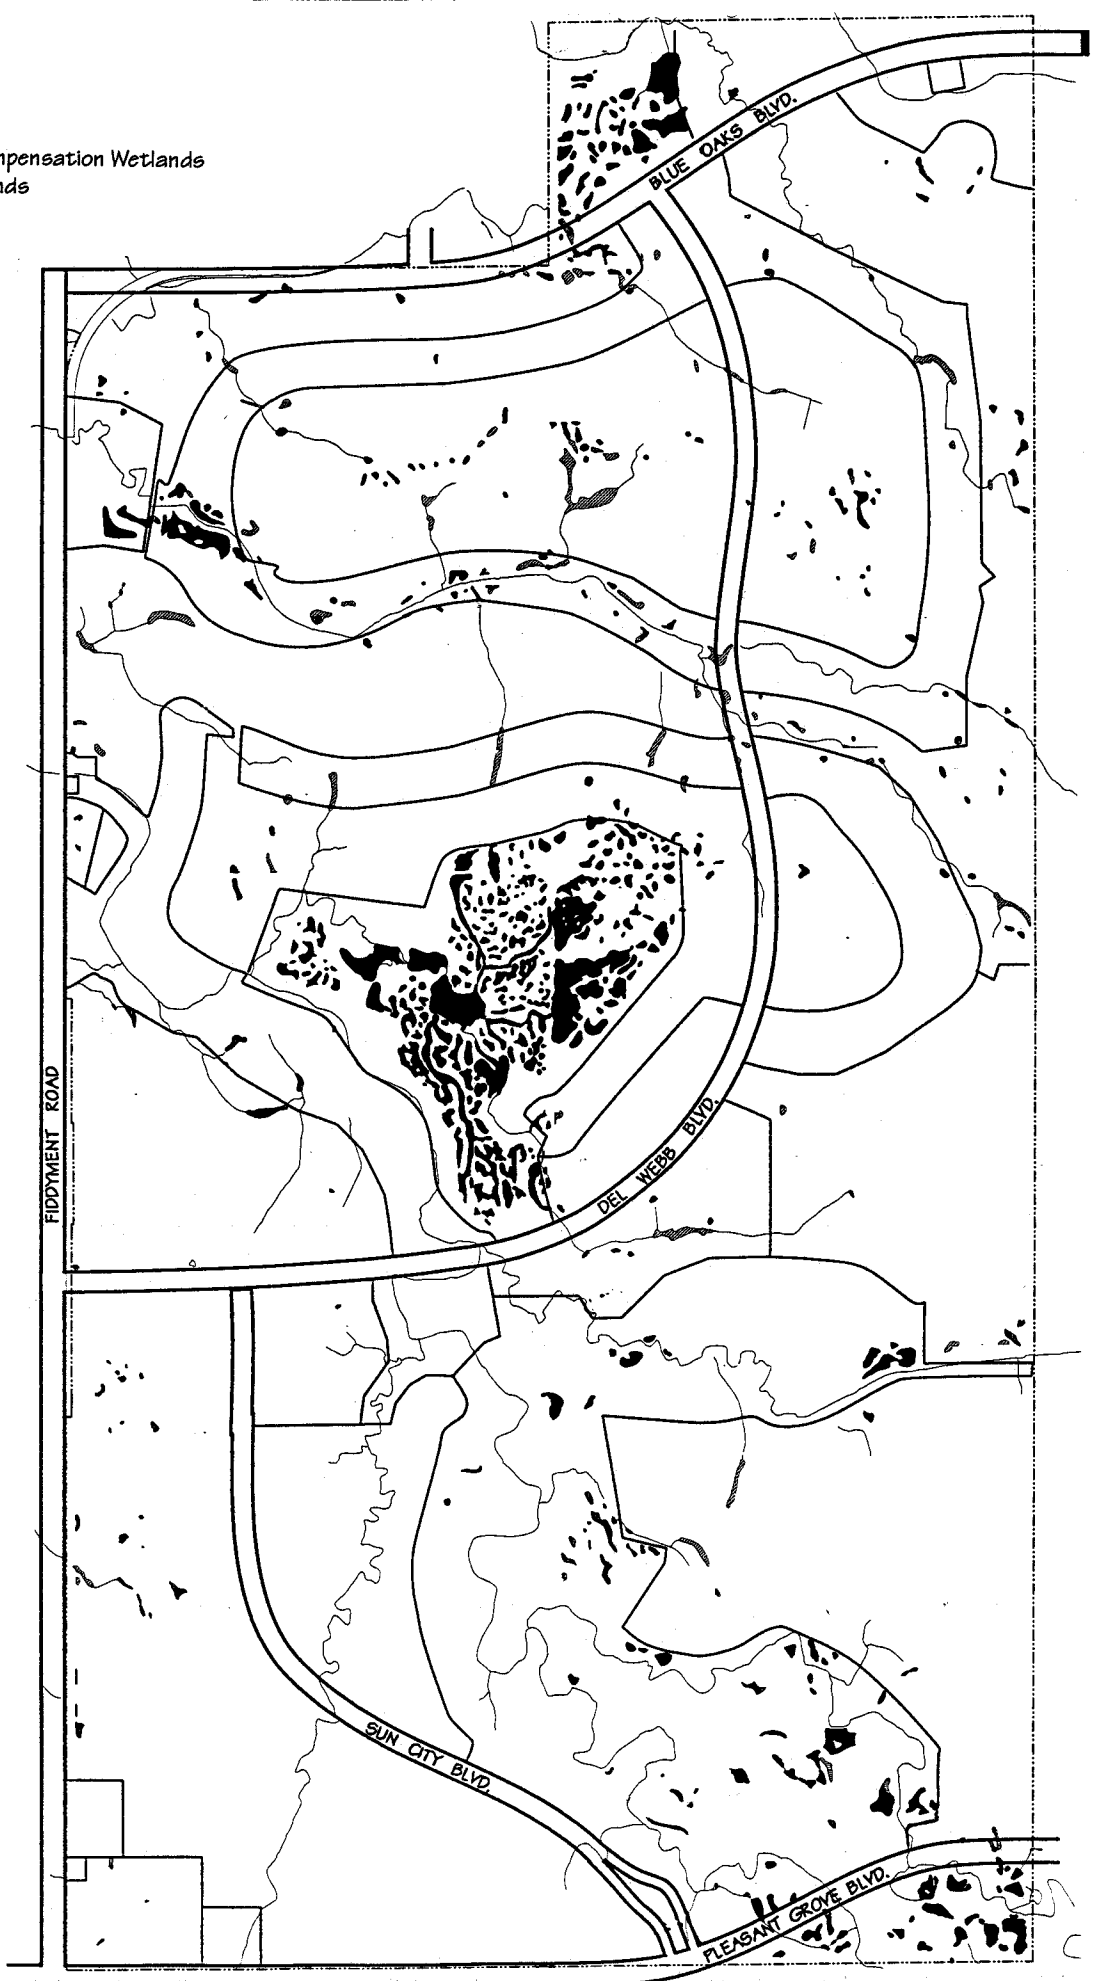 mpensation Wetlands
nds
BLUE OAKS BLVD.
FIDDYMENT ROAD
DEL WEBB BLVD.
SUN CITY BLVD.
PLEASANT GROVE BLVD.